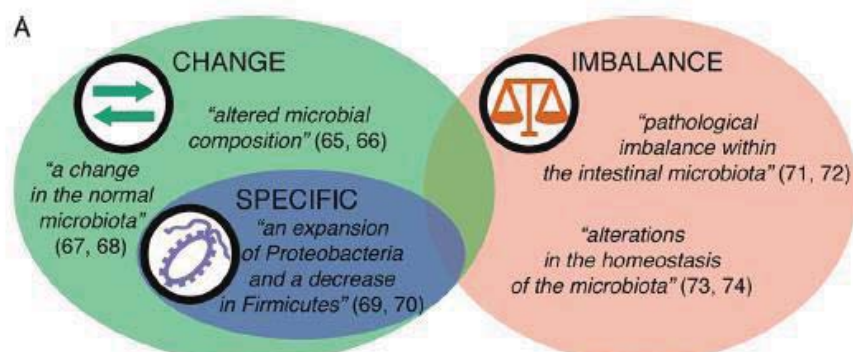 A
CHANGE
"altered microbial
composition" (65, 66)
"a change
in the normal
microbiota"
(67, 68)
SPECIFIC
"an expansion
of Proteobacteria
and a decrease
in Firmicutes" (69, 70)
IMBALANCE
"pathological
imbalance within
the intestinal microbiota" (71, 72)
"alterations
in the homeostasis
of the microbiota" (73, 74)